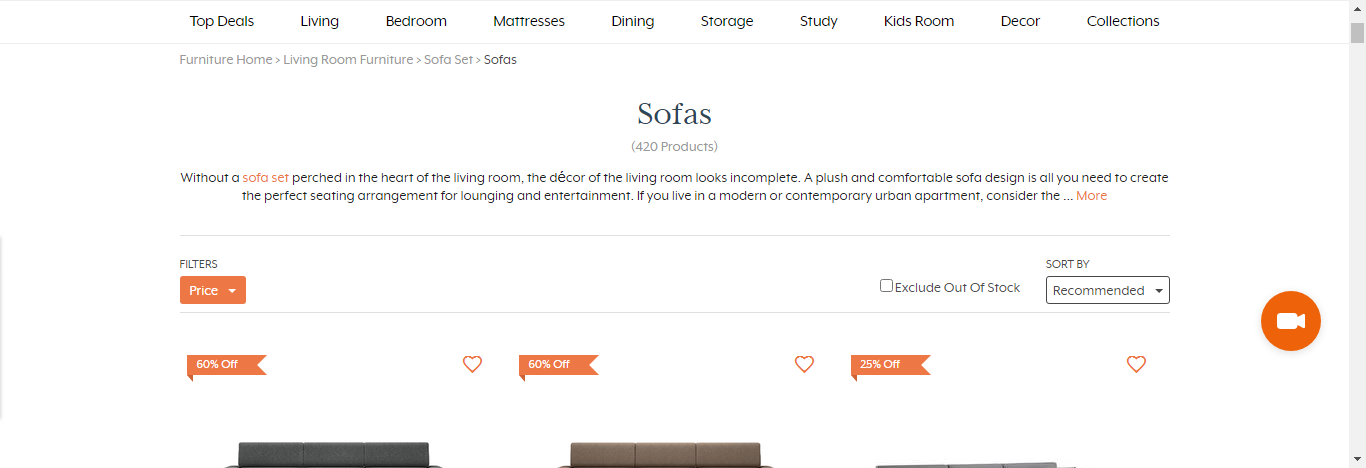 Top Deals Living Bedroom Mattresses Dining Storage Study Kids Room Decor Collections
Furniture Home > Living Room Furniture > Sofa Set > Sofas
Sofas
(420 Products)
Without a sofa set perched in the heart of the living room, the décor of the living room looks incomplete. A plush and comfortable sofa design is all you need to create
the perfect seating arrangement for lounging and entertainment. If you live in a modern or contemporary urban apartment, consider the ... More
FILTERS
Price
Exclude Out Of Stock
SORT BY
Recommended
60% Off
60% Off
25% Off